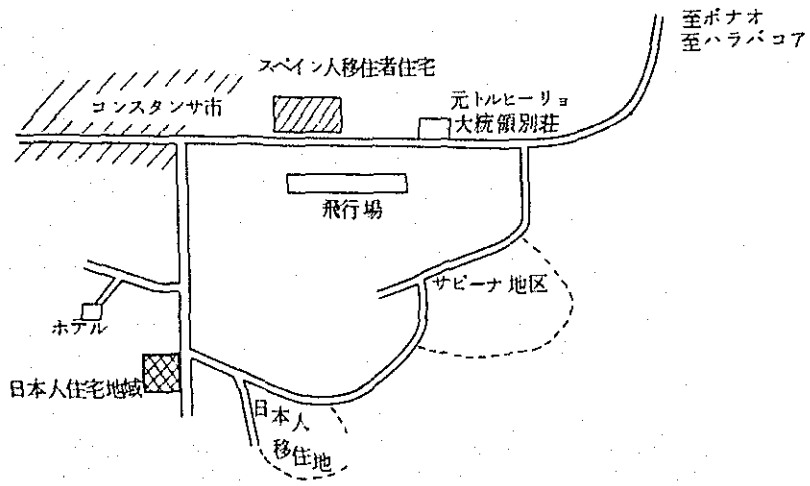 至ボナオ
至ハラバコア
スペイン人移住者住宅
コンスタンサ市
元トルヒーリョ
大統領別荘
飛行場
サビーナ地区
ホテル
日本人住宅地域
日本人
移住地